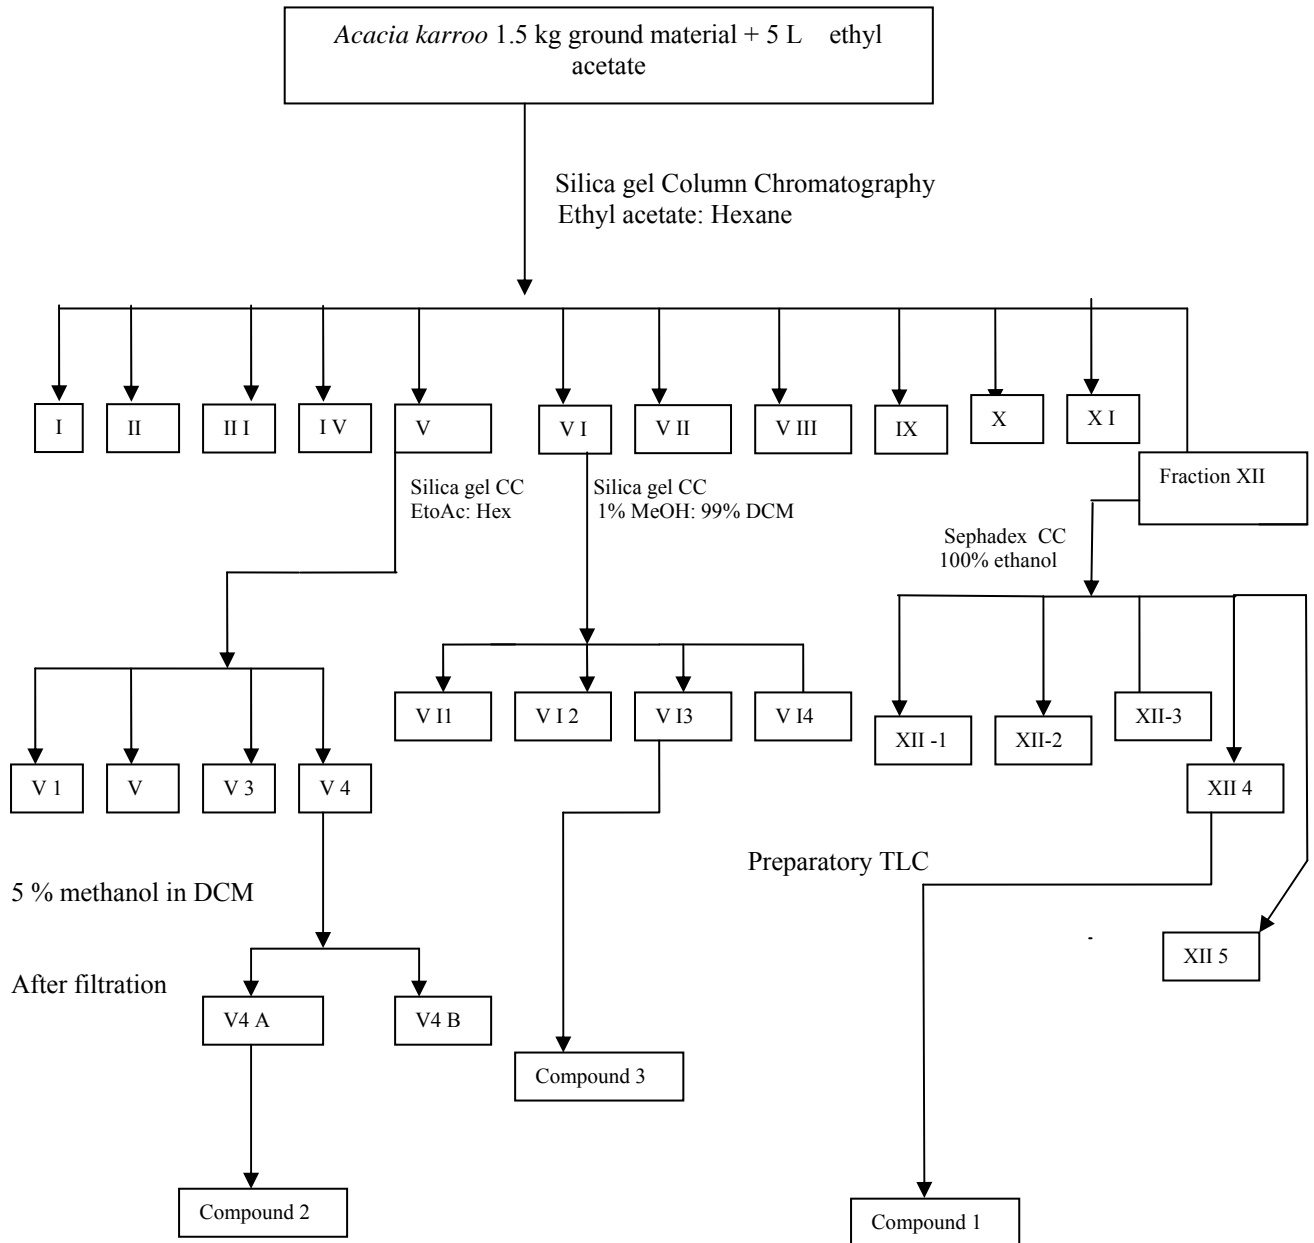 Acacia karroo 1.5 kg ground material + 5 L ethyl
acetate
Silica gel Column Chromatography
Ethyl acetate: Hexane
I
II
II I
I V
V
V I
V II
V III
IX
X
X I
Fraction XII
Silica gel CC
EtoAc: Hex
Silica gel CC
1% MeOH: 99% DCM
Sephadex CC
100% ethanol
V I1
V I 2
V I3
V I4
XII -1
XII-2
XII-3
V 1
V
V 3
V 4
XII 4
Preparatory TLC
5 % methanol in DCM
XII 5
After filtration
V4 A
V4 B
Compound 3
Compound 2
Compound 1